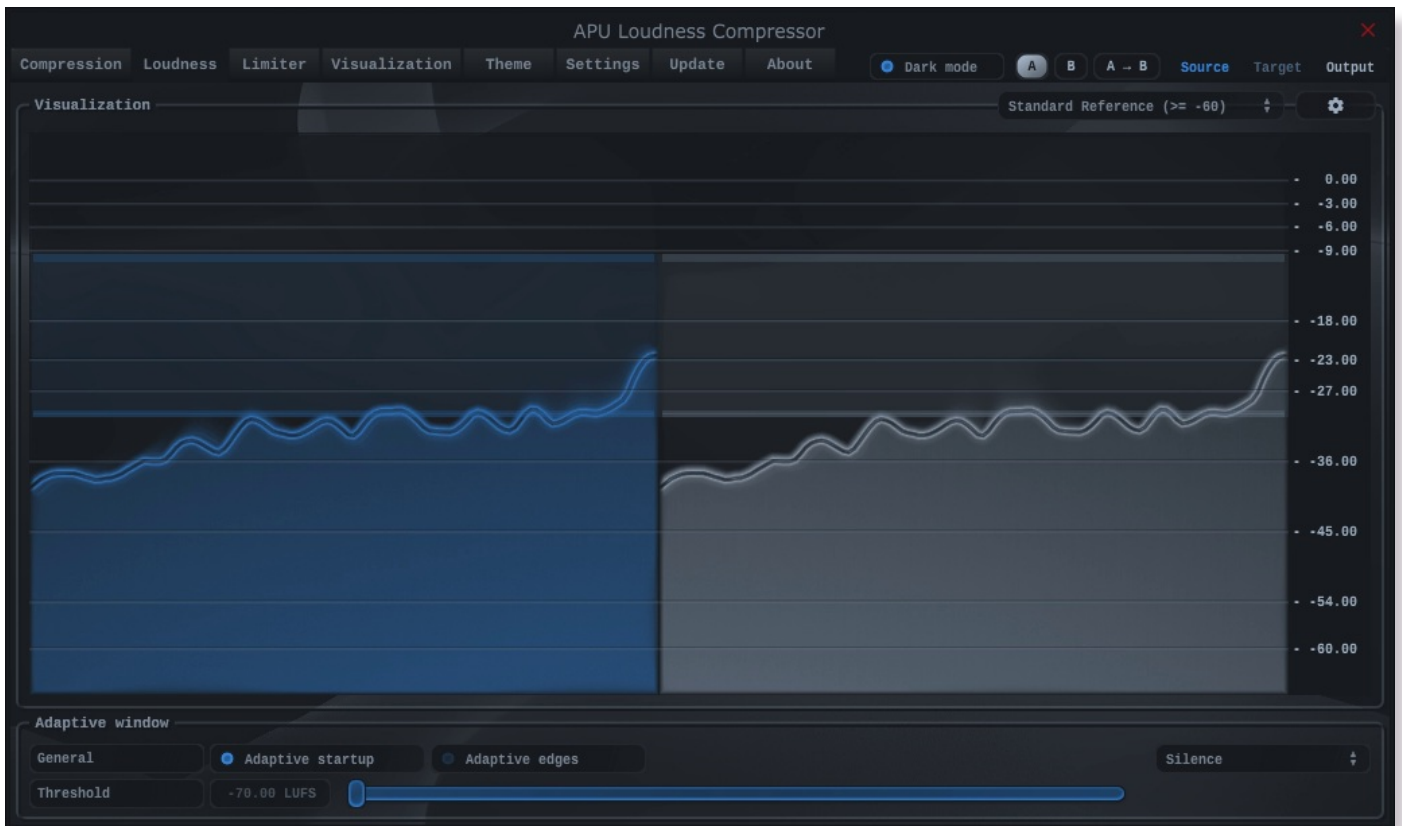 APU Loudness Compressor
Compression Loudness Limiter Visualization Theme Settings Update About Dark mode A B A → B Source Target Output
Visualization Standard Reference (>= -60)
- 0.00
- -3.00
- -6.00
- -9.00
- -18.00
- -23.00
- -27.00
- -36.00
- -45.00
- -54.00
- -60.00
Adaptive window
General Adaptive startup Adaptive edges Silence
Threshold -70.00 LUFS